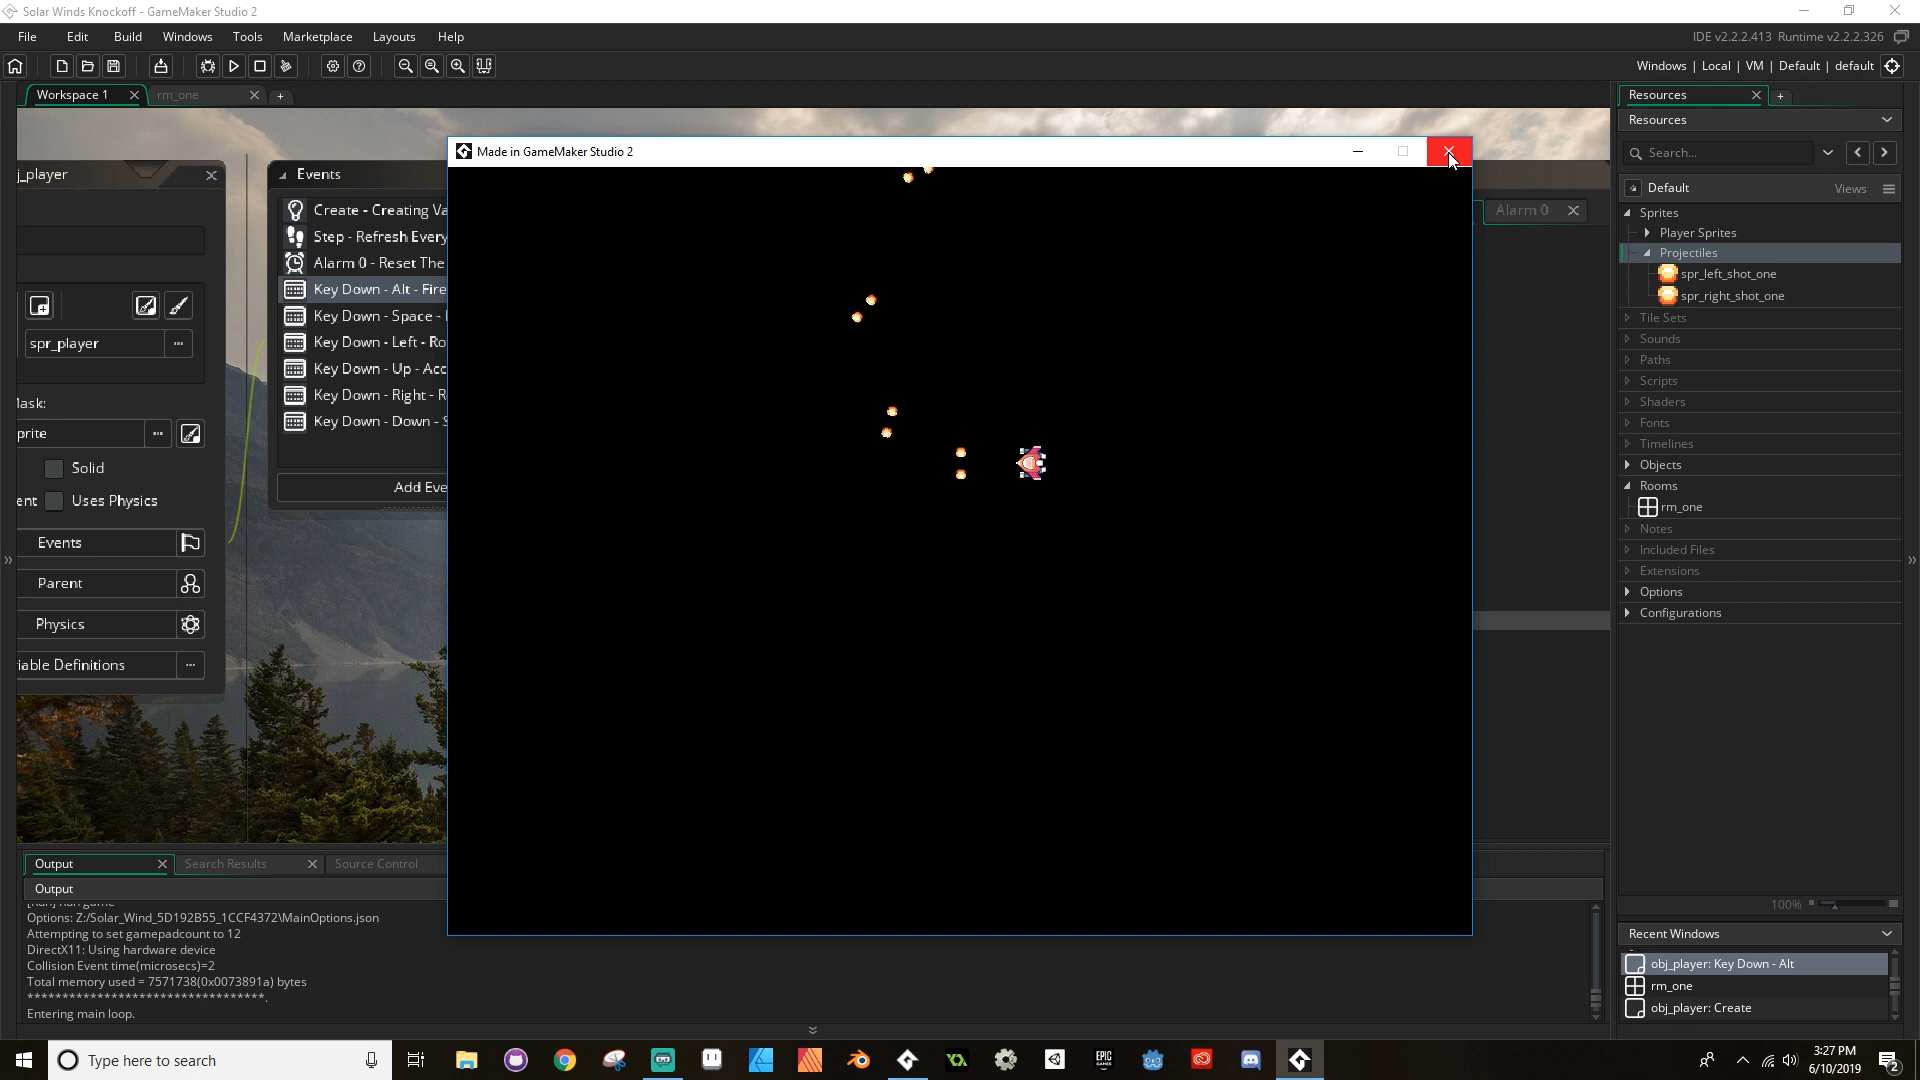 Solar Winds Knockoff - GameMaker Studio 2
File Edit Build Windows Tools Marketplace Layouts Help
IDE v2.2.2.413 Runtime v2.2.2.326
Windows | Local | VM | Default | default
Workspace 1
rm_one
Resources
Resources
Search...
Default
Views
Sprites
Player Sprites
Projectiles
spr_left_shot_one
spr_right_shot_one
Tile Sets
Sounds
Paths
Scripts
Shaders
Fonts
Timelines
Objects
Rooms
rm_one
Notes
Included Files
Extensions
Options
Configurations
100%
Recent Windows
obj_player: Key Down - Alt
rm_one
obj_player: Create
j_player
spr_player
Mask:
prite
Solid
ent Uses Physics
Events
Parent
Physics
iable Definitions
Events
Create - Creating Va
Step - Refresh Every
Alarm 0 - Reset The
Key Down - Alt - Fire
Key Down - Space -
Key Down - Left - Ro
Key Down - Up - Acc
Key Down - Right - R
Key Down - Down - S
Add Eve
Made in GameMaker Studio 2
Alarm 0
Output
Search Results
Source Control
Output
[Run] Run game
Options: Z:/Solar_Wind_5D192B55_1CCF4372\MainOptions.json
Attempting to set gamepadcount to 12
DirectX11: Using hardware device
Collision Event time(microsecs)=2
Total memory used = 7571738(0x0073891a) bytes
**********************************.
Entering main loop.
Type here to search
EPIC GAMES
3:27 PM
6/10/2019
2